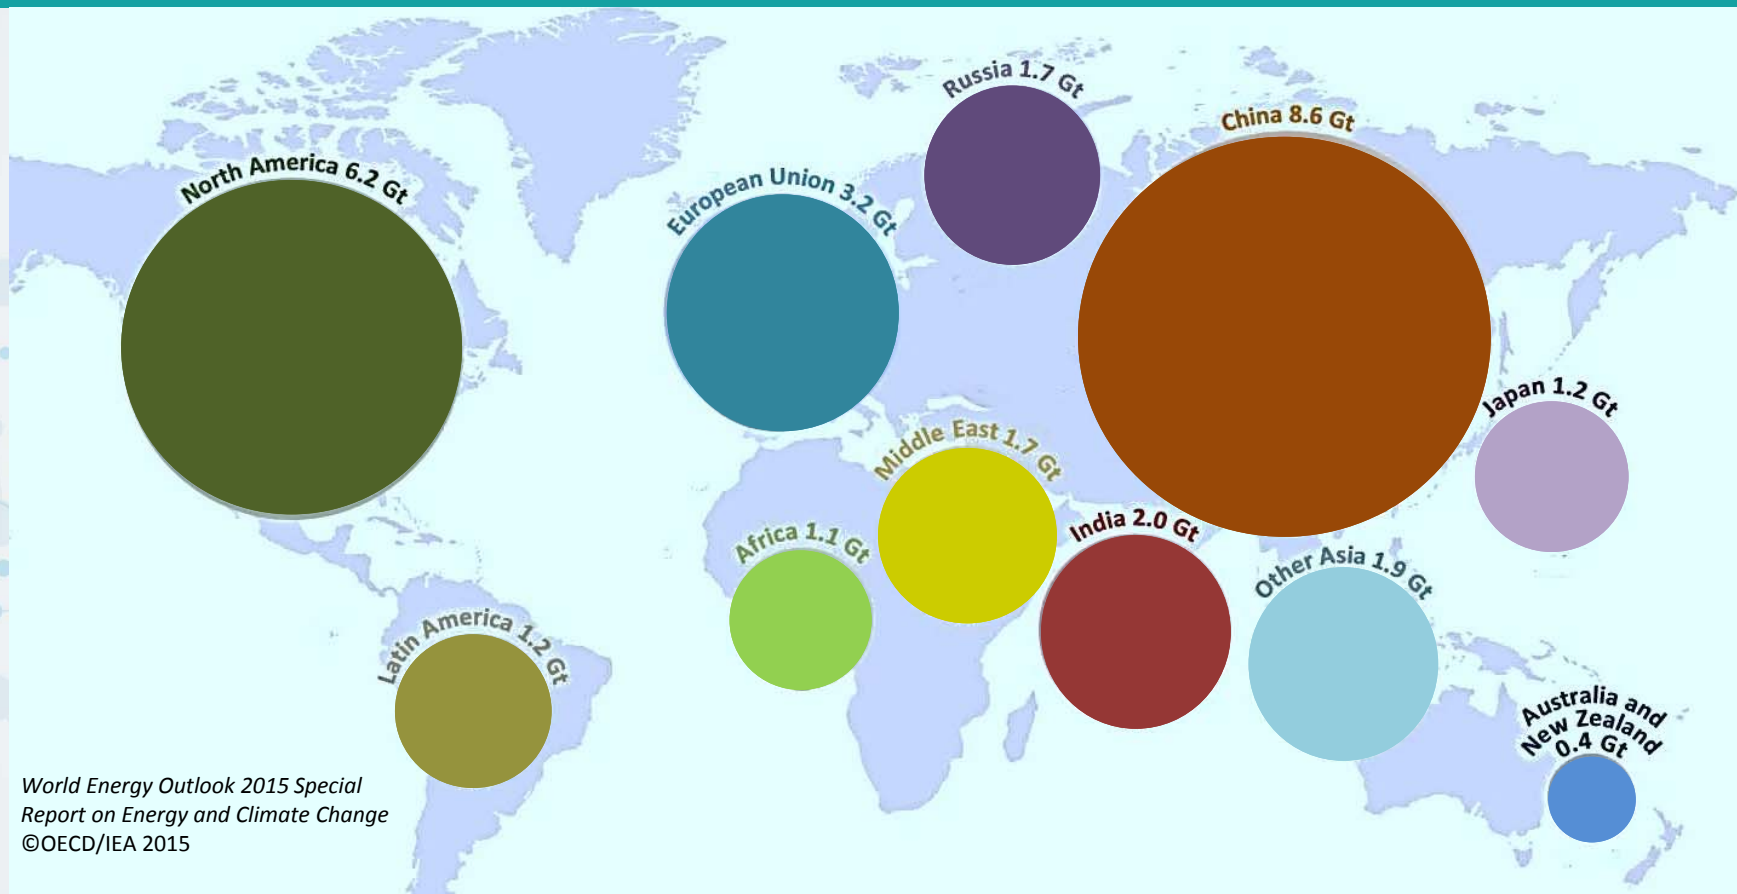 Russia 1.7 Gt
China 8.6 Gt
North America 6.2 Gt
European Union 3.2 Gt
Japan 1.2 Gt
Middle East 1.7 Gt
India 2.0 Gt
Africa 1.1 Gt
Other Asia 1.9 Gt
Latin America 1.2 Gt
Australia and
New Zealand
0.4 Gt
World Energy Outlook 2015 Special
Report on Energy and Climate Change
©OECD/IEA 2015